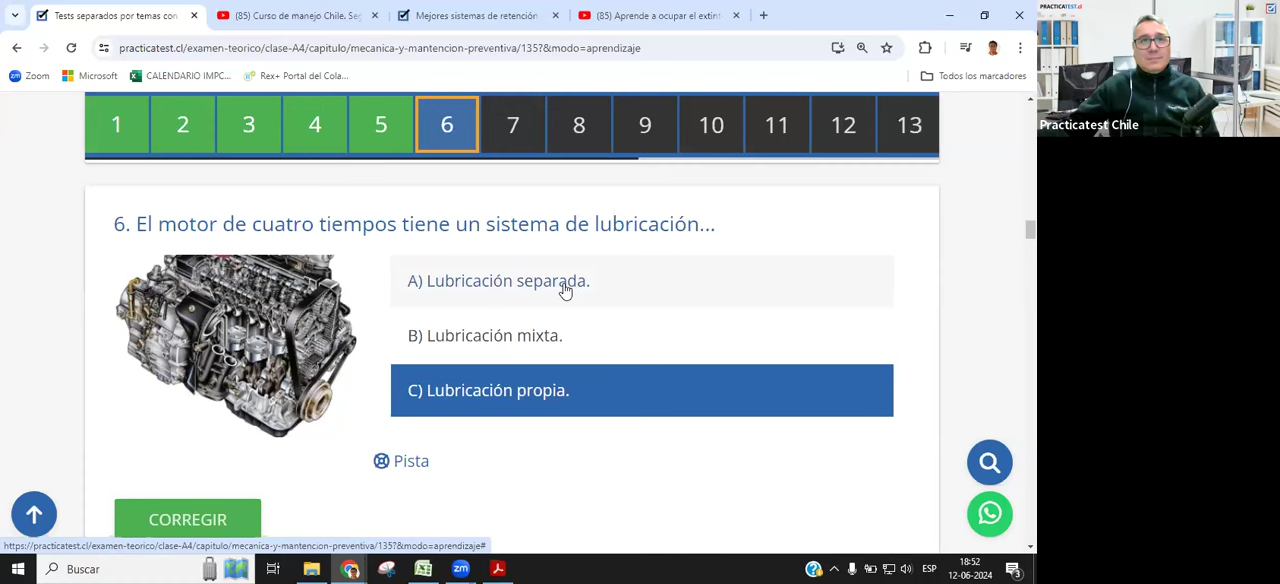 Tests separados por temas con
(85) Curso de manejo Chile, Seg
Mejores sistemas de retención
(85) Aprende a ocupar el extint
practicatest.cl/examen-teorico/clase-A4/capitulo/mecanica-y-mantencion-preventiva/135?&modo=aprendizaje
Zoom
Microsoft
CALENDARIO IMPC...
Rex+ Portal del Cola...
Todos los marcadores
PRACTICATEST.cl
Practicatest Chile
1 2 3 4 5 6 7 8 9 10 11 12 13
6. El motor de cuatro tiempos tiene un sistema de lubricación...
A) Lubricación separada.
B) Lubricación mixta.
C) Lubricación propia.
Pista
CORREGIR
https://practicatest.cl/examen-teorico/clase-A4/capitulo/mecanica-y-mantencion-preventiva/135?&modo=aprendizaje#
Buscar
zm
ESP
18:52
12-06-2024
3